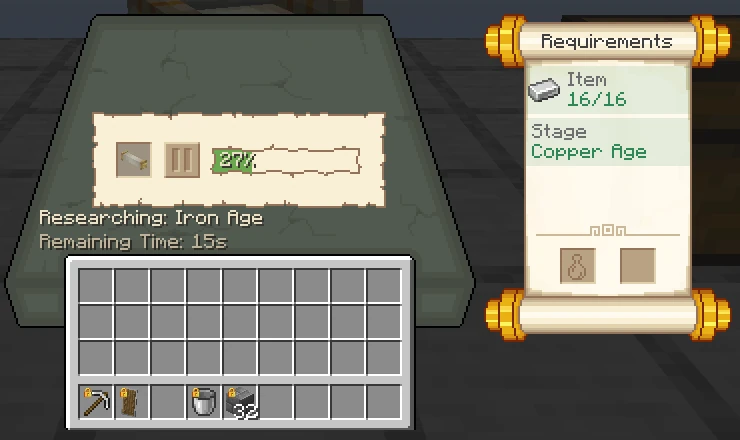 Requirements
Item
16/16
Stage
Copper Age
27%
Researching: Iron Age
Remaining Time: 15s
32